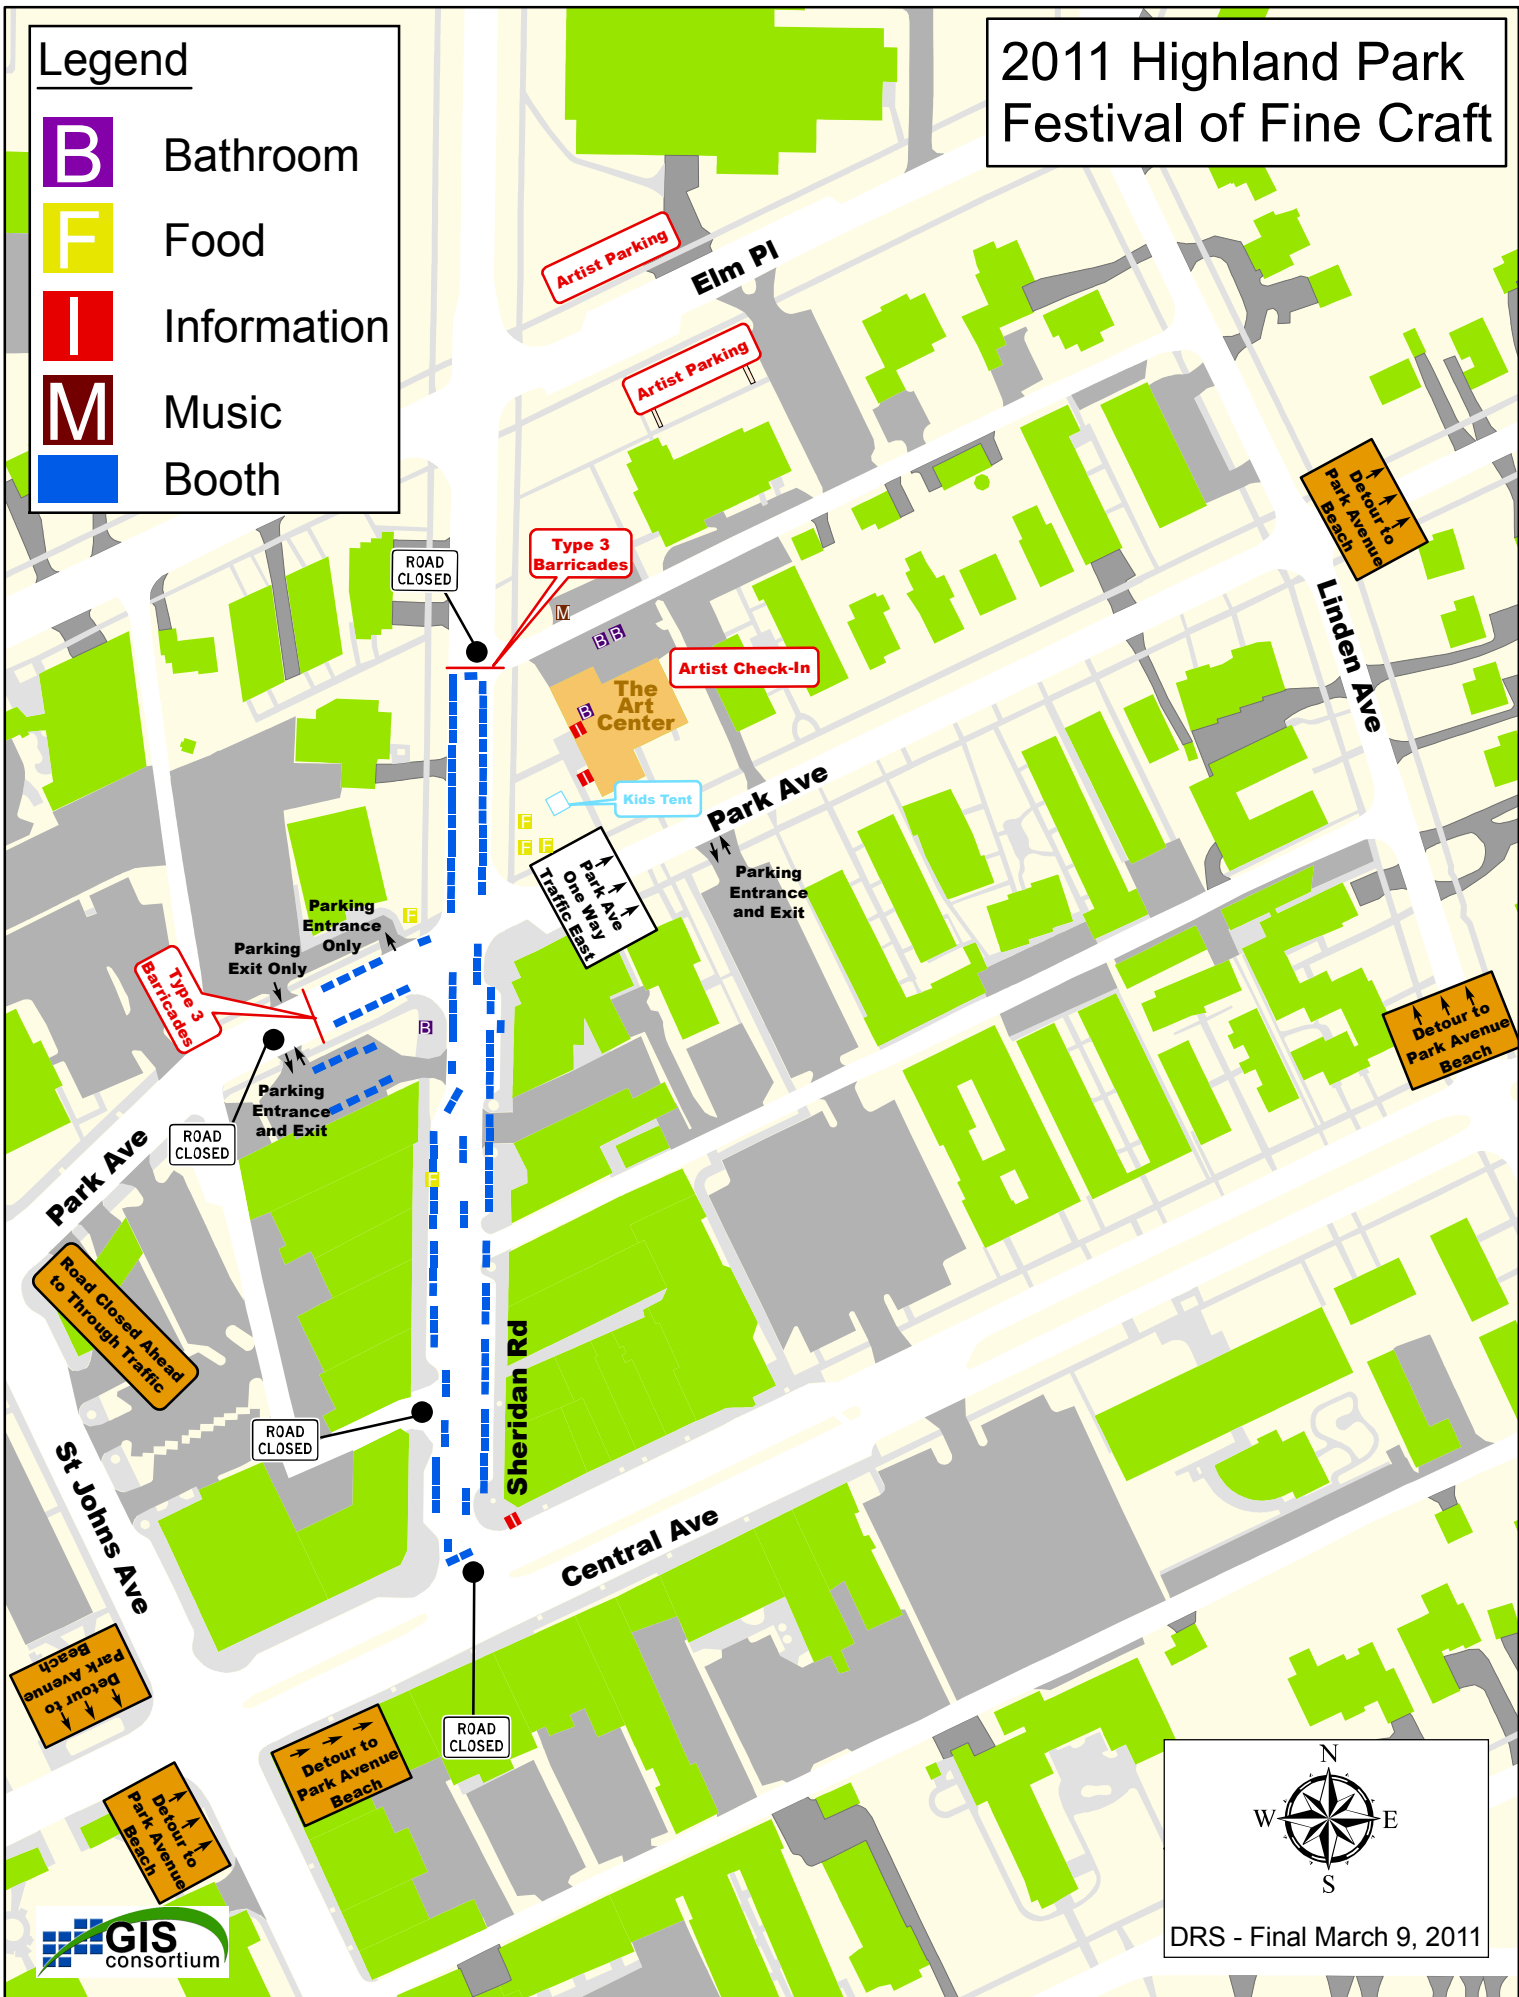 Legend
B Bathroom
F Food
I Information
M Music
Booth
2011 Highland Park
Festival of Fine Craft
Artist Parking
Elm Pl
Artist Parking
Detour to
Park Avenue
Beach
Type 3
Barricades
ROAD
CLOSED
M
B B
Linden Ave
Artist Check-In
The
Art
Center
B
I
I
Kids Tent
Park Ave
F
F F
Park Ave
One Way
Traffic East
Parking
Entrance
and Exit
Parking
Entrance
Only
F
Parking
Exit Only
Type 3
Barricades
B
Detour to
Park Avenue
Beach
Parking
Entrance
and Exit
ROAD
CLOSED
Park Ave
F
Road Closed Ahead
to Through Traffic
Sheridan Rd
ROAD
CLOSED
St Johns Ave
I
Central Ave
Detour to
Park Avenue
Beach
ROAD
CLOSED
Detour to
Park Avenue
Beach
Detour to
Park Avenue
Beach
N
W E
S
GIS
consortium
DRS - Final March 9, 2011